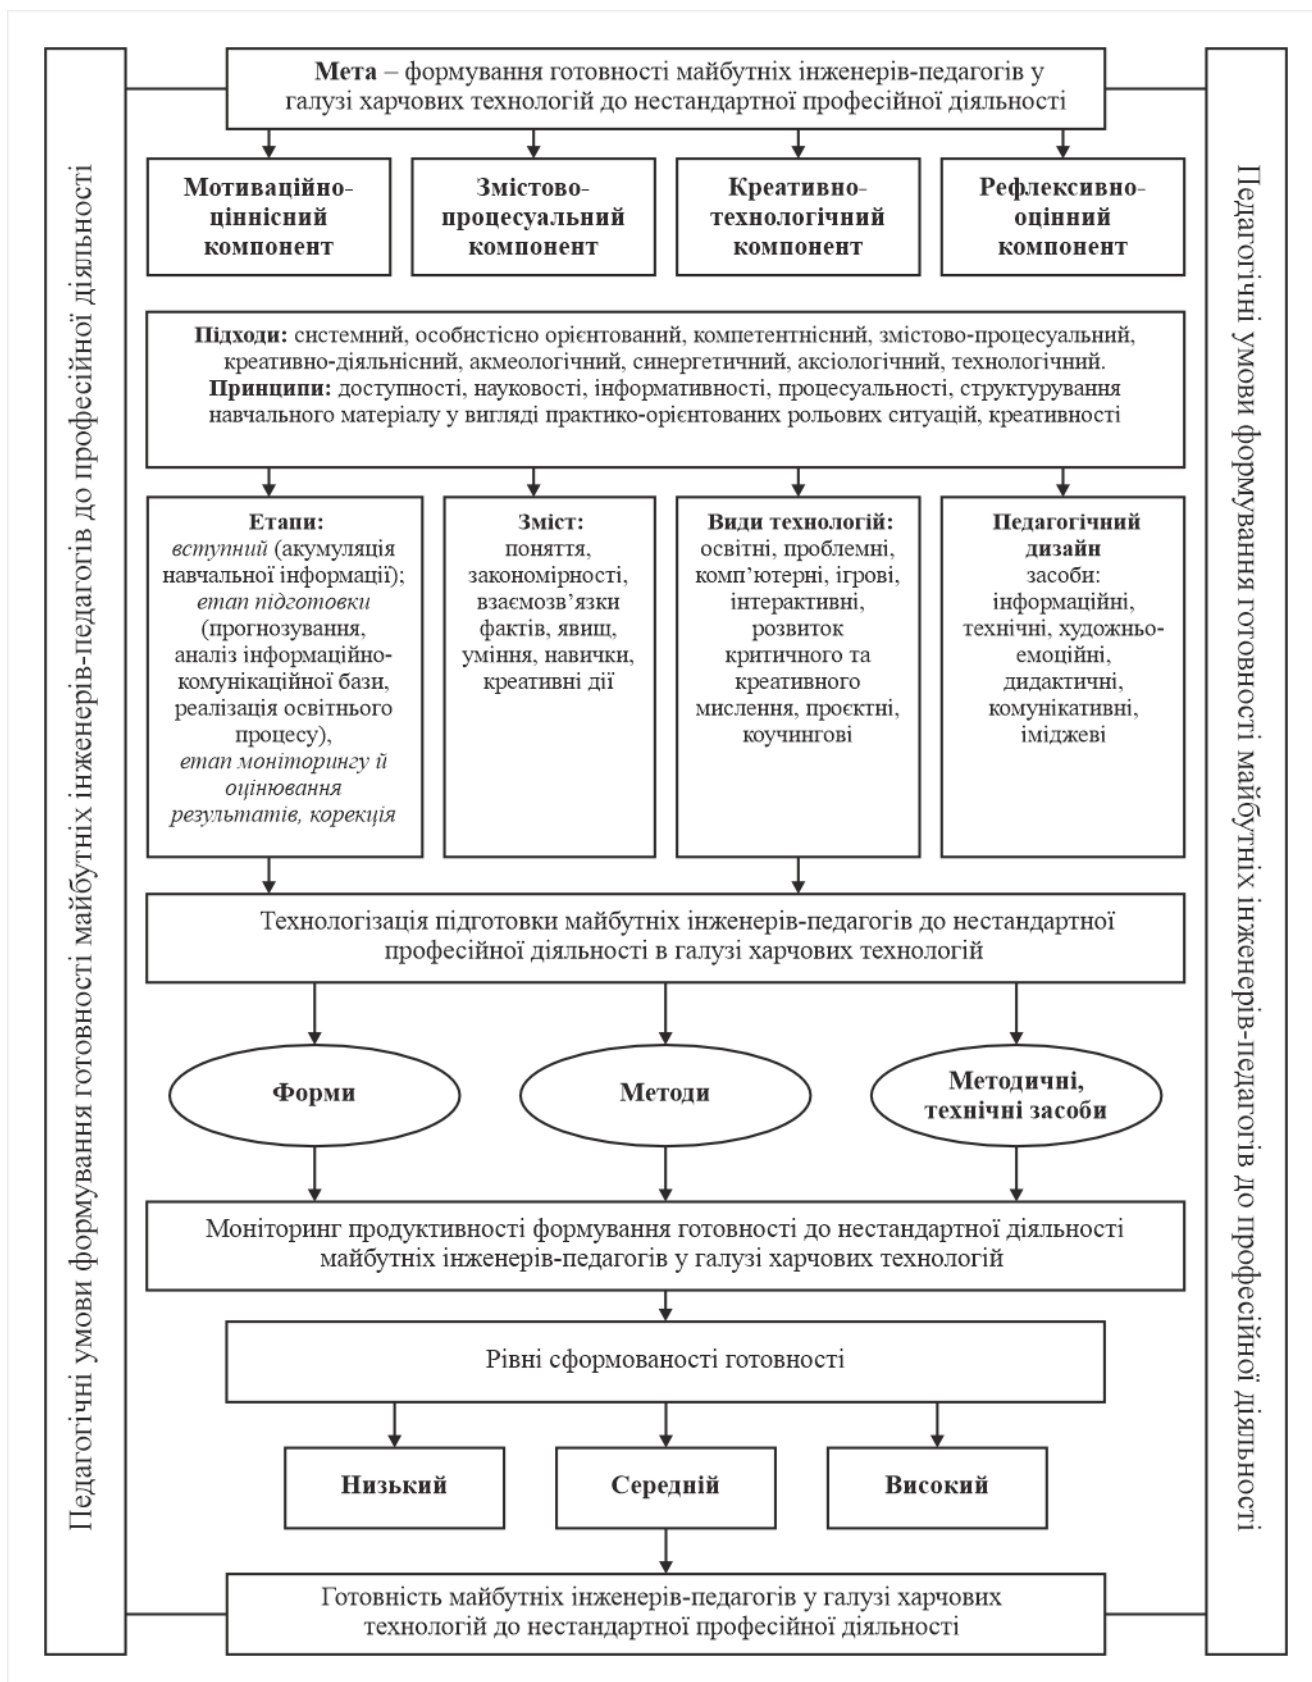 Педагогічні умови формування готовності майбутніх інженерів-педагогів до професійної діяльності
Мета – формування готовності майбутніх інженерів-педагогів у
галузі харчових технологій до нестандартної професійної діяльності
Мотиваційно-
ціннісний
компонент
Змістово-
процесуальний
компонент
Креативно-
технологічний
компонент
Рефлексивно-
оцінний
компонент
Підходи: системний, особистісно орієнтований, компетентнісний, змістово-процесуальний,
креативно-діяльнісний, акмеологічний, синергетичний, аксіологічний, технологічний.
Принципи: доступності, науковості, інформативності, процесуальності, структурування
навчального матеріалу у вигляді практико-орієнтованих рольових ситуацій, креативності
Етапи:
вступний (акумуляція
навчальної інформації);
етап підготовки
(прогнозування,
аналіз інформаційно-
комунікаційної бази,
реалізація освітнього
процесу),
етап моніторингу й
оцінювання
результатів, корекція
Зміст:
поняття,
закономірності,
взаємозв’язки
фактів, явищ,
уміння, навички,
креативні дії
Види технологій:
освітні, проблемні,
комп’ютерні, ігрові,
інтерактивні,
розвиток
критичного та
креативного
мислення, проєктні,
коучингові
Педагогічний
дизайн
засоби:
інформаційні,
технічні, художньо-
емоційні,
дидактичні,
комунікативні,
іміджеві
Технологізація підготовки майбутніх інженерів-педагогів до нестандартної
професійної діяльності в галузі харчових технологій
Форми
Методи
Методичні,
технічні засоби
Моніторинг продуктивності формування готовності до нестандартної діяльності
майбутніх інженерів-педагогів у галузі харчових технологій
Рівні сформованості готовності
Низький
Середній
Високий
Готовність майбутніх інженерів-педагогів у галузі харчових
технологій до нестандартної професійної діяльності
Педагогічні умови формування готовності майбутніх інженерів-педагогів до професійної діяльності